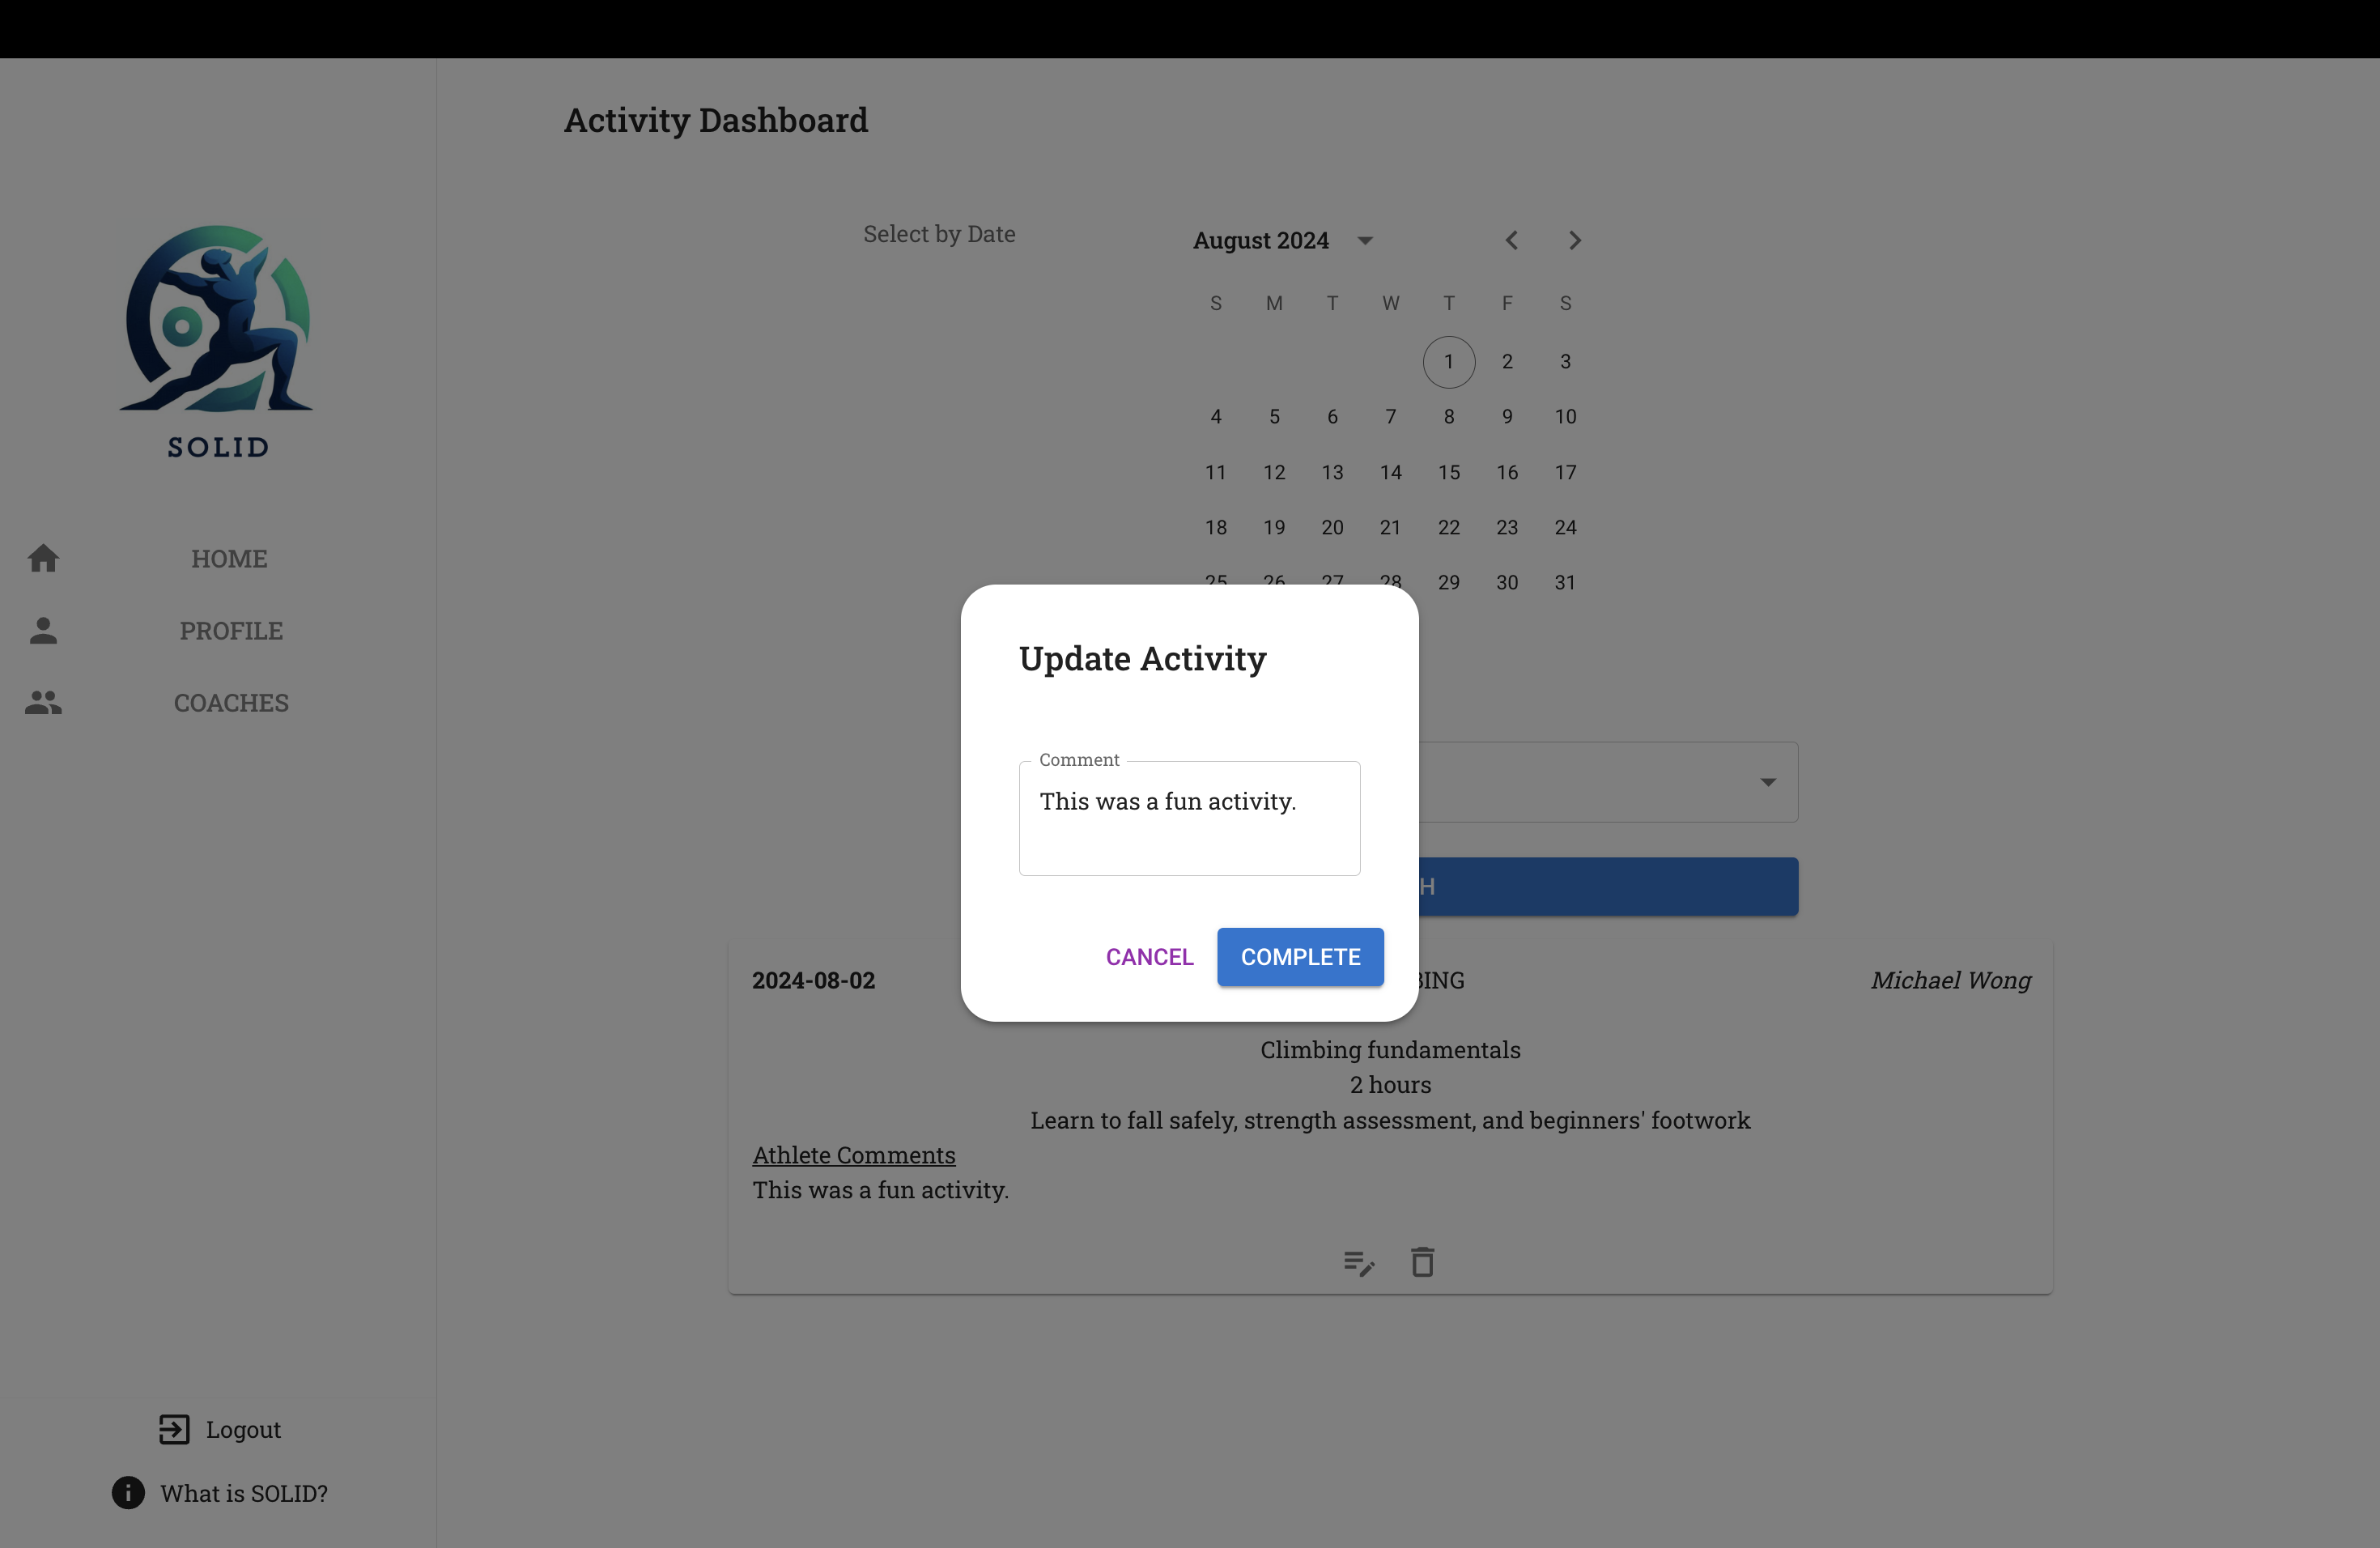 Activity Dashboard
SOLID
HOME
PROFILE
COACHES
Logout
What is SOLID?
Select by Date
August 2024
S M T W T F S
1 2 3
4 5 6 7 8 9 10
11 12 13 14 15 16 17
18 19 20 21 22 23 24
25 26 27 28 29 30 31
Update Activity
Comment
This was a fun activity.
CANCEL COMPLETE
2024-08-02 Michael Wong
Climbing fundamentals
2 hours
Learn to fall safely, strength assessment, and beginners' footwork
Athlete Comments
This was a fun activity.